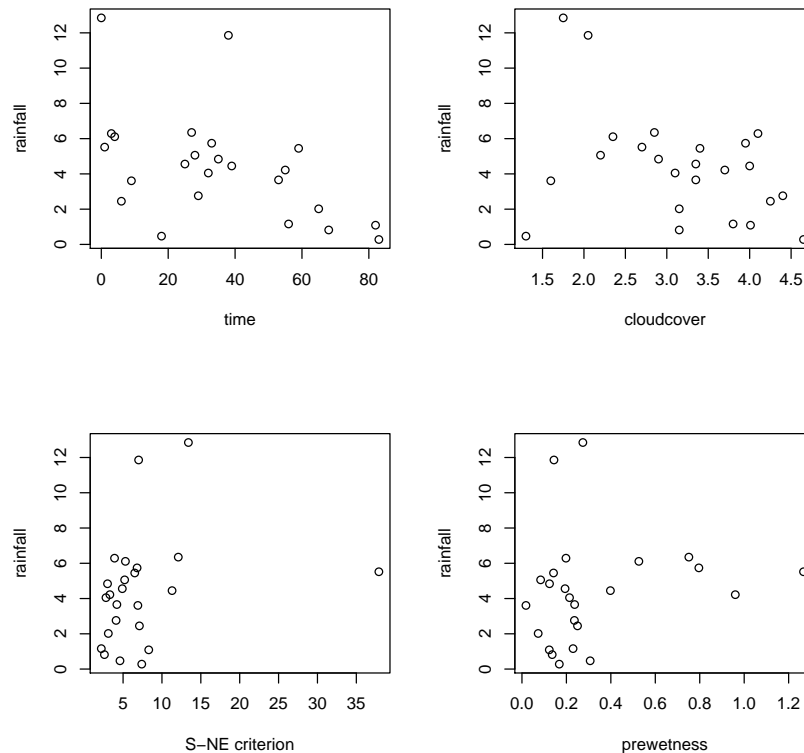 0 2 4 6 8 10 12
rainfall
0 20 40 60 80
time
0 2 4 6 8 10 12
rainfall
1.5 2.0 2.5 3.0 3.5 4.0 4.5
cloudcover
0 2 4 6 8 10 12
rainfall
5 10 15 20 25 30 35
S−NE criterion
0 2 4 6 8 10 12
rainfall
0.0 0.2 0.4 0.6 0.8 1.0 1.2
prewetness